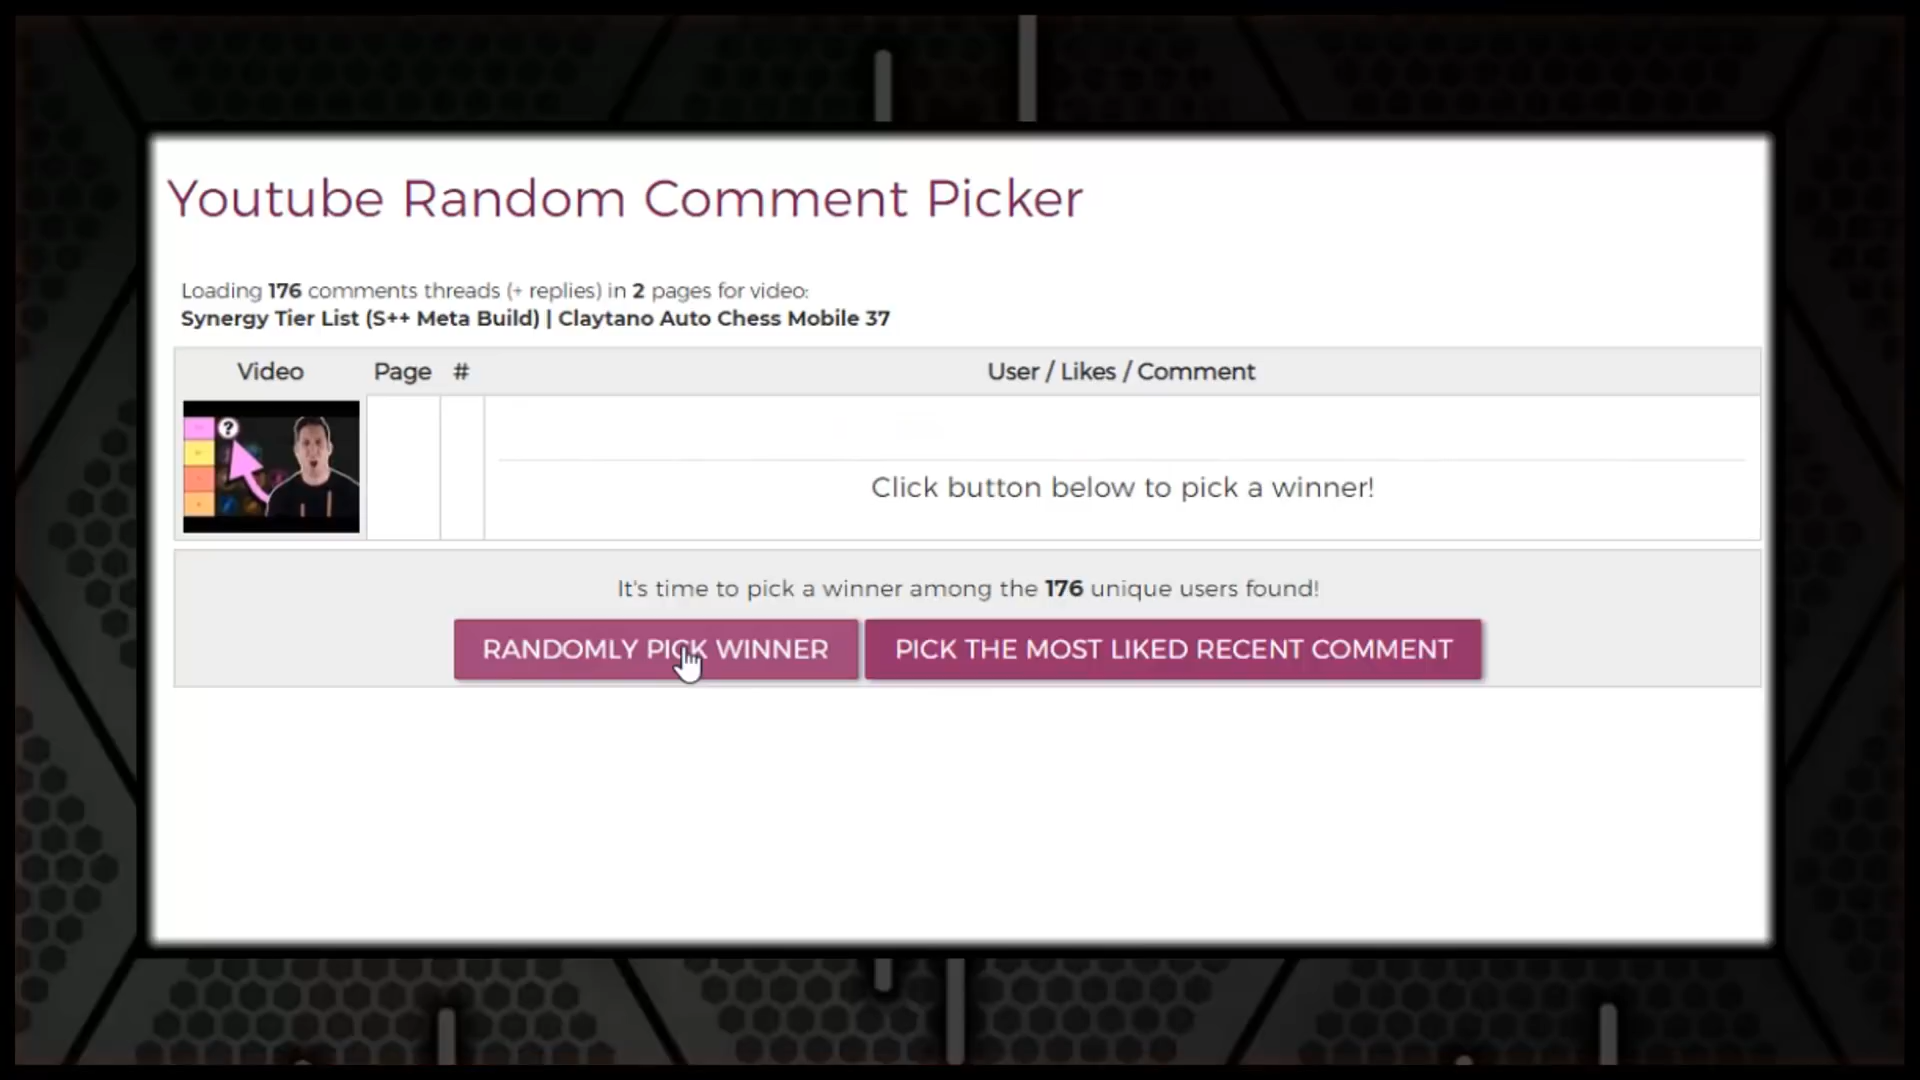 Youtube Random Comment Picker
Loading 176 comments threads (+ replies) in 2 pages for video:
Synergy Tier List (S++ Meta Build) | Claytano Auto Chess Mobile 37
Video Page # User / Likes / Comment
?
Click button below to pick a winner!
It's time to pick a winner among the 176 unique users found!
RANDOMLY PICK WINNER PICK THE MOST LIKED RECENT COMMENT